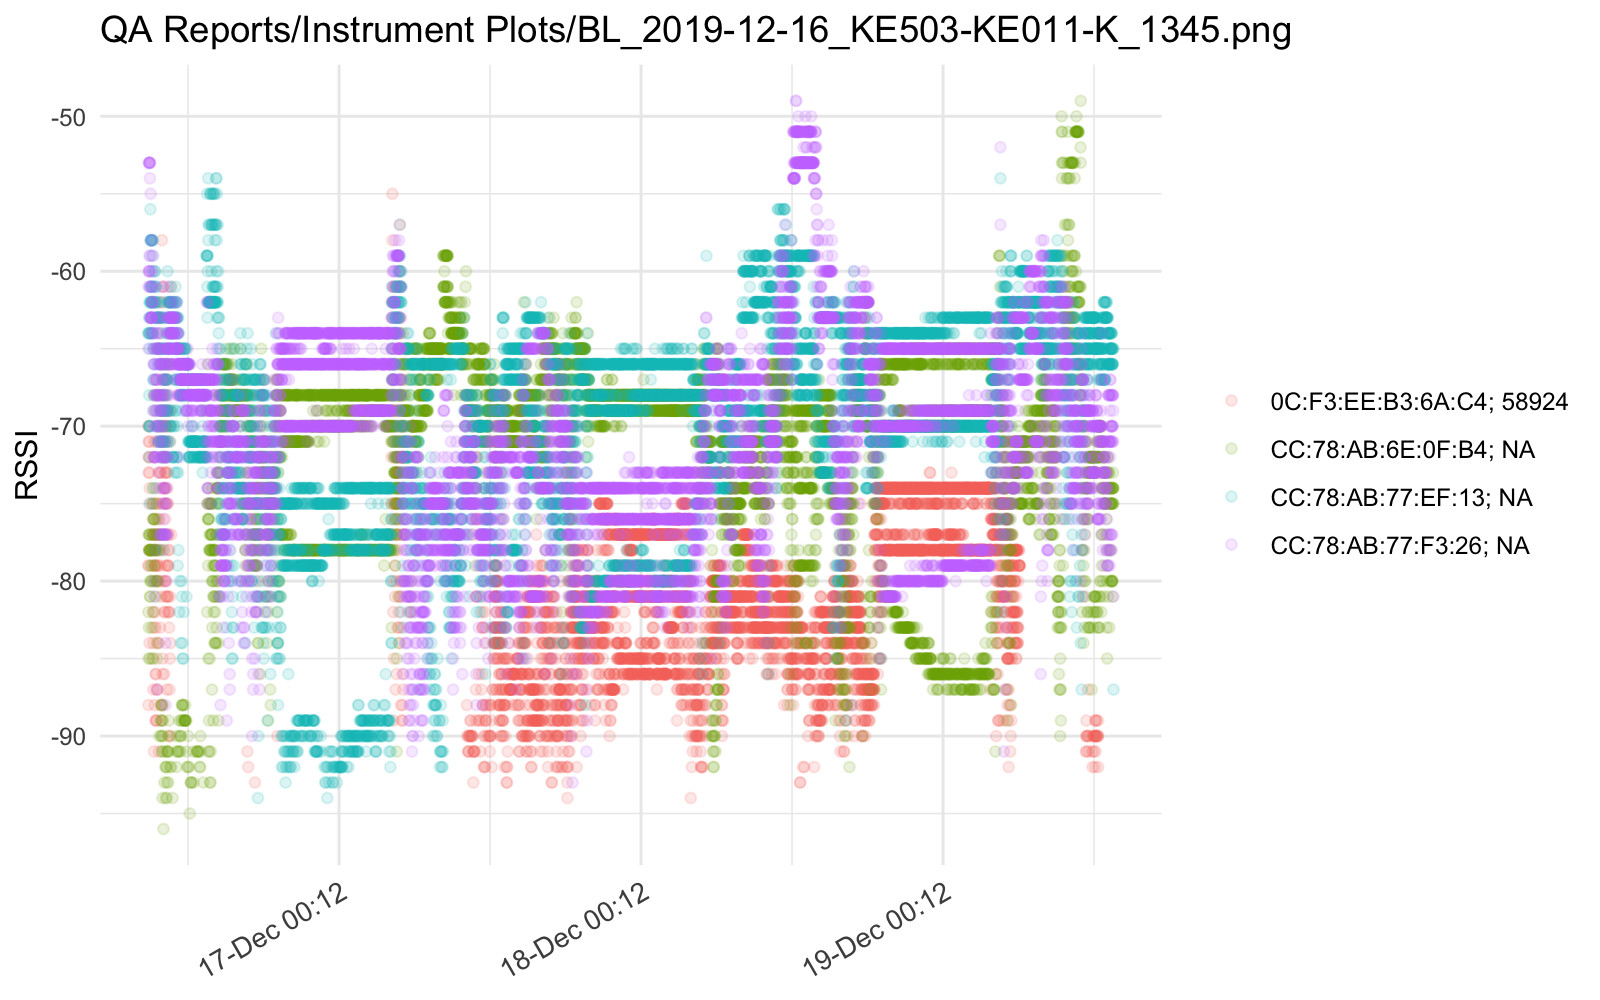 QA Reports/Instrument Plots/BL_2019-12-16_KE503-KE011-K_1345.png
-50
-60
-70
-80
-90
RSSI
17-Dec 00:12
18-Dec 00:12
19-Dec 00:12
0C:F3:EE:B3:6A:C4; 58924
CC:78:AB:6E:0F:B4; NA
CC:78:AB:77:EF:13; NA
CC:78:AB:77:F3:26; NA